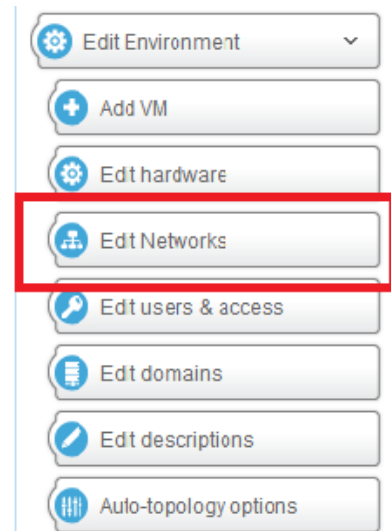 Edit Environment
Add VM
Edit hardware
Edit Networks
Edit users & access
Edit domains
Edit descriptions
Auto-topology options